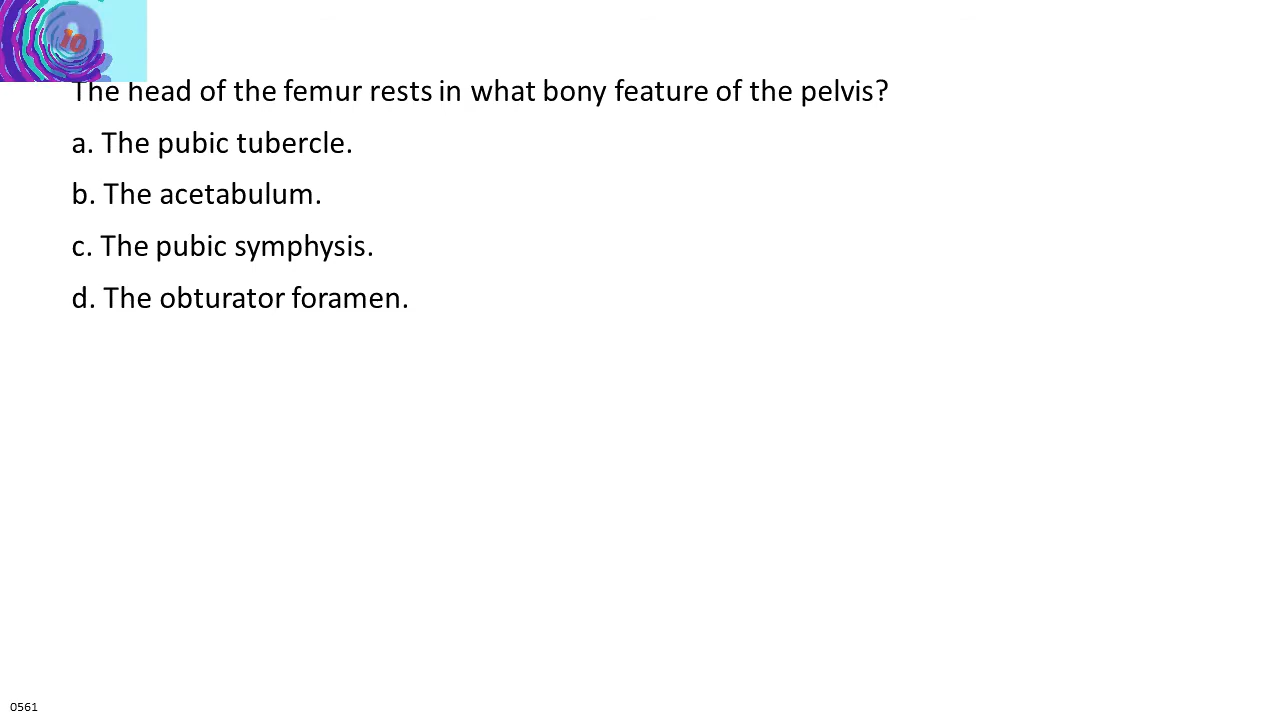 10
The head of the femur rests in what bony feature of the pelvis?
a. The pubic tubercle.
b. The acetabulum.
c. The pubic symphysis.
d. The obturator foramen.
0561